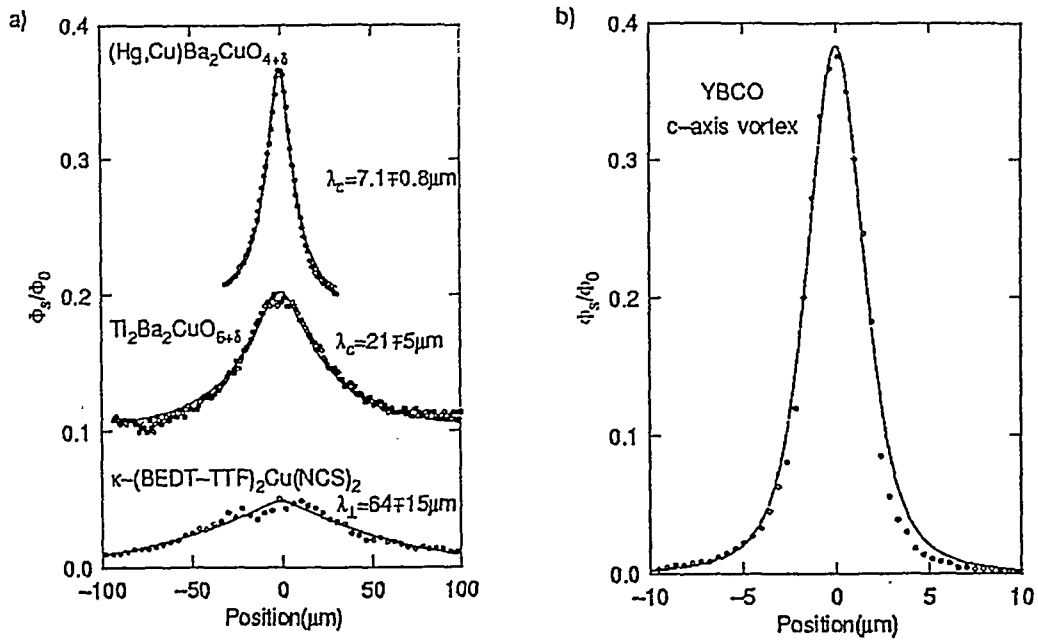 a)
0.4
0.3
0.2
0.1
0.0
Φs/Φ0
(Hg,Cu)Ba2CuO4+δ
λc=7.1∓0.8μm
Tl2Ba2CuO6+δ
λc=21∓5μm
κ-(BEDT-TTF)2Cu(NCS)2
λ⊥=64∓15μm
-100 -50 0 50 100
Position(μm)
b)
0.4
0.3
0.2
0.1
0.0
Φs/Φ0
YBCO
c-axis vortex
-10 -5 0 5 10
Position(μm)